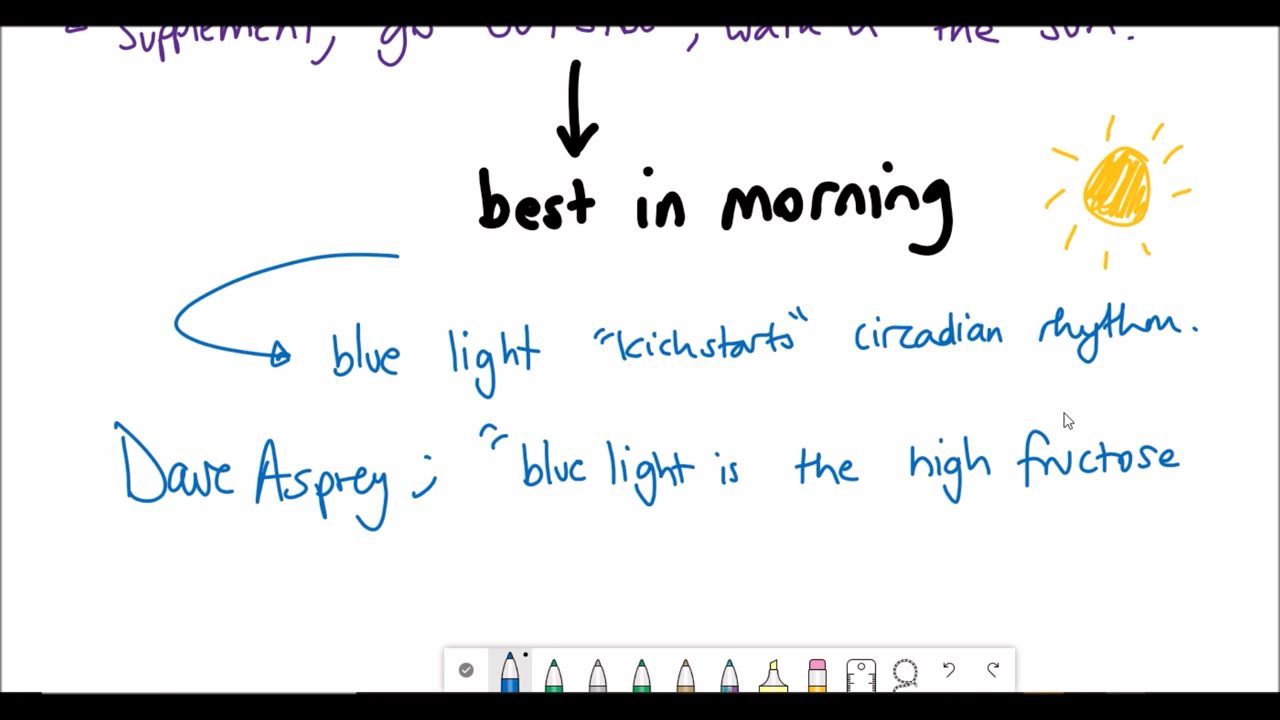 - Supplement, go outside, walk in the sun.
best in morning
blue light "kickstarts" circadian rhythm.
Dave Asprey ; "blue light is the high fructose